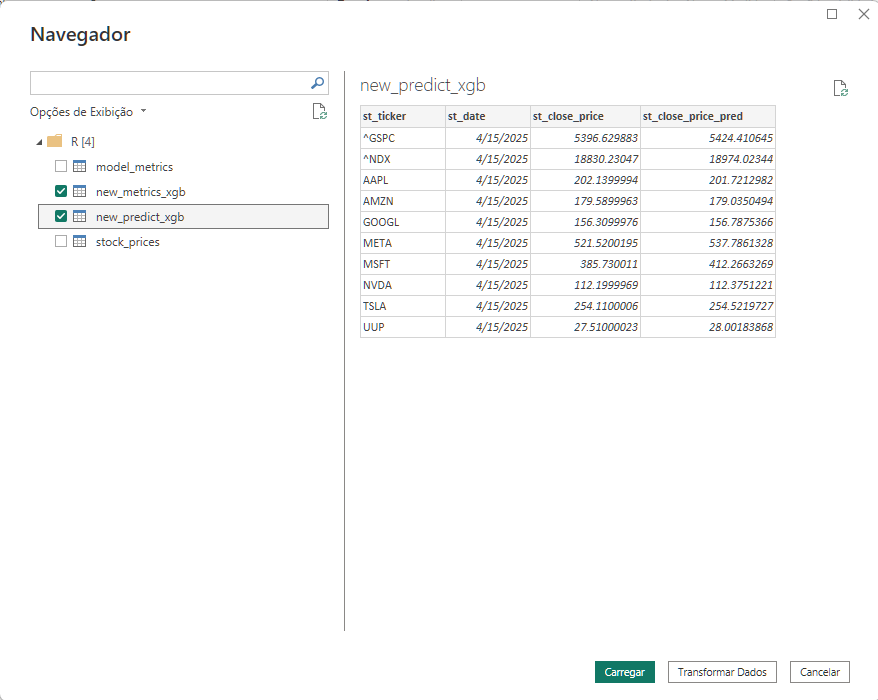 Navegador
Opções de Exibição
R [4]
model_metrics
new_metrics_xgb
new_predict_xgb
stock_prices
new_predict_xgb
st_ticker st_date st_close_price st_close_price_pred
^GSPC 4/15/2025 5396.629883 5424.410645
^NDX 4/15/2025 18830.23047 18974.02344
AAPL 4/15/2025 202.1399994 201.7212982
AMZN 4/15/2025 179.5899963 179.0350494
GOOGL 4/15/2025 156.3099976 156.7875366
META 4/15/2025 521.5200195 537.7861328
MSFT 4/15/2025 385.730011 412.2663269
NVDA 4/15/2025 112.1999969 112.3751221
TSLA 4/15/2025 254.1100006 254.5219727
UUP 4/15/2025 27.51000023 28.00183868
Carregar Transformar Dados Cancelar